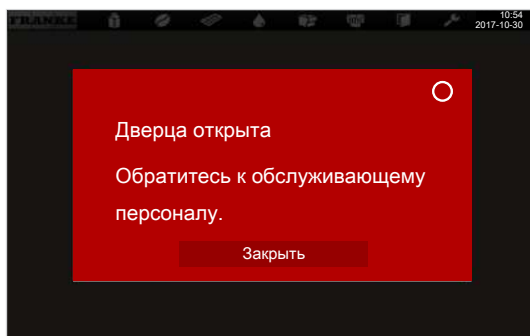 FRANKE
10:54
2017-10-30
Дверца открыта
Обратитесь к обслуживающему
персоналу.
Закрыть